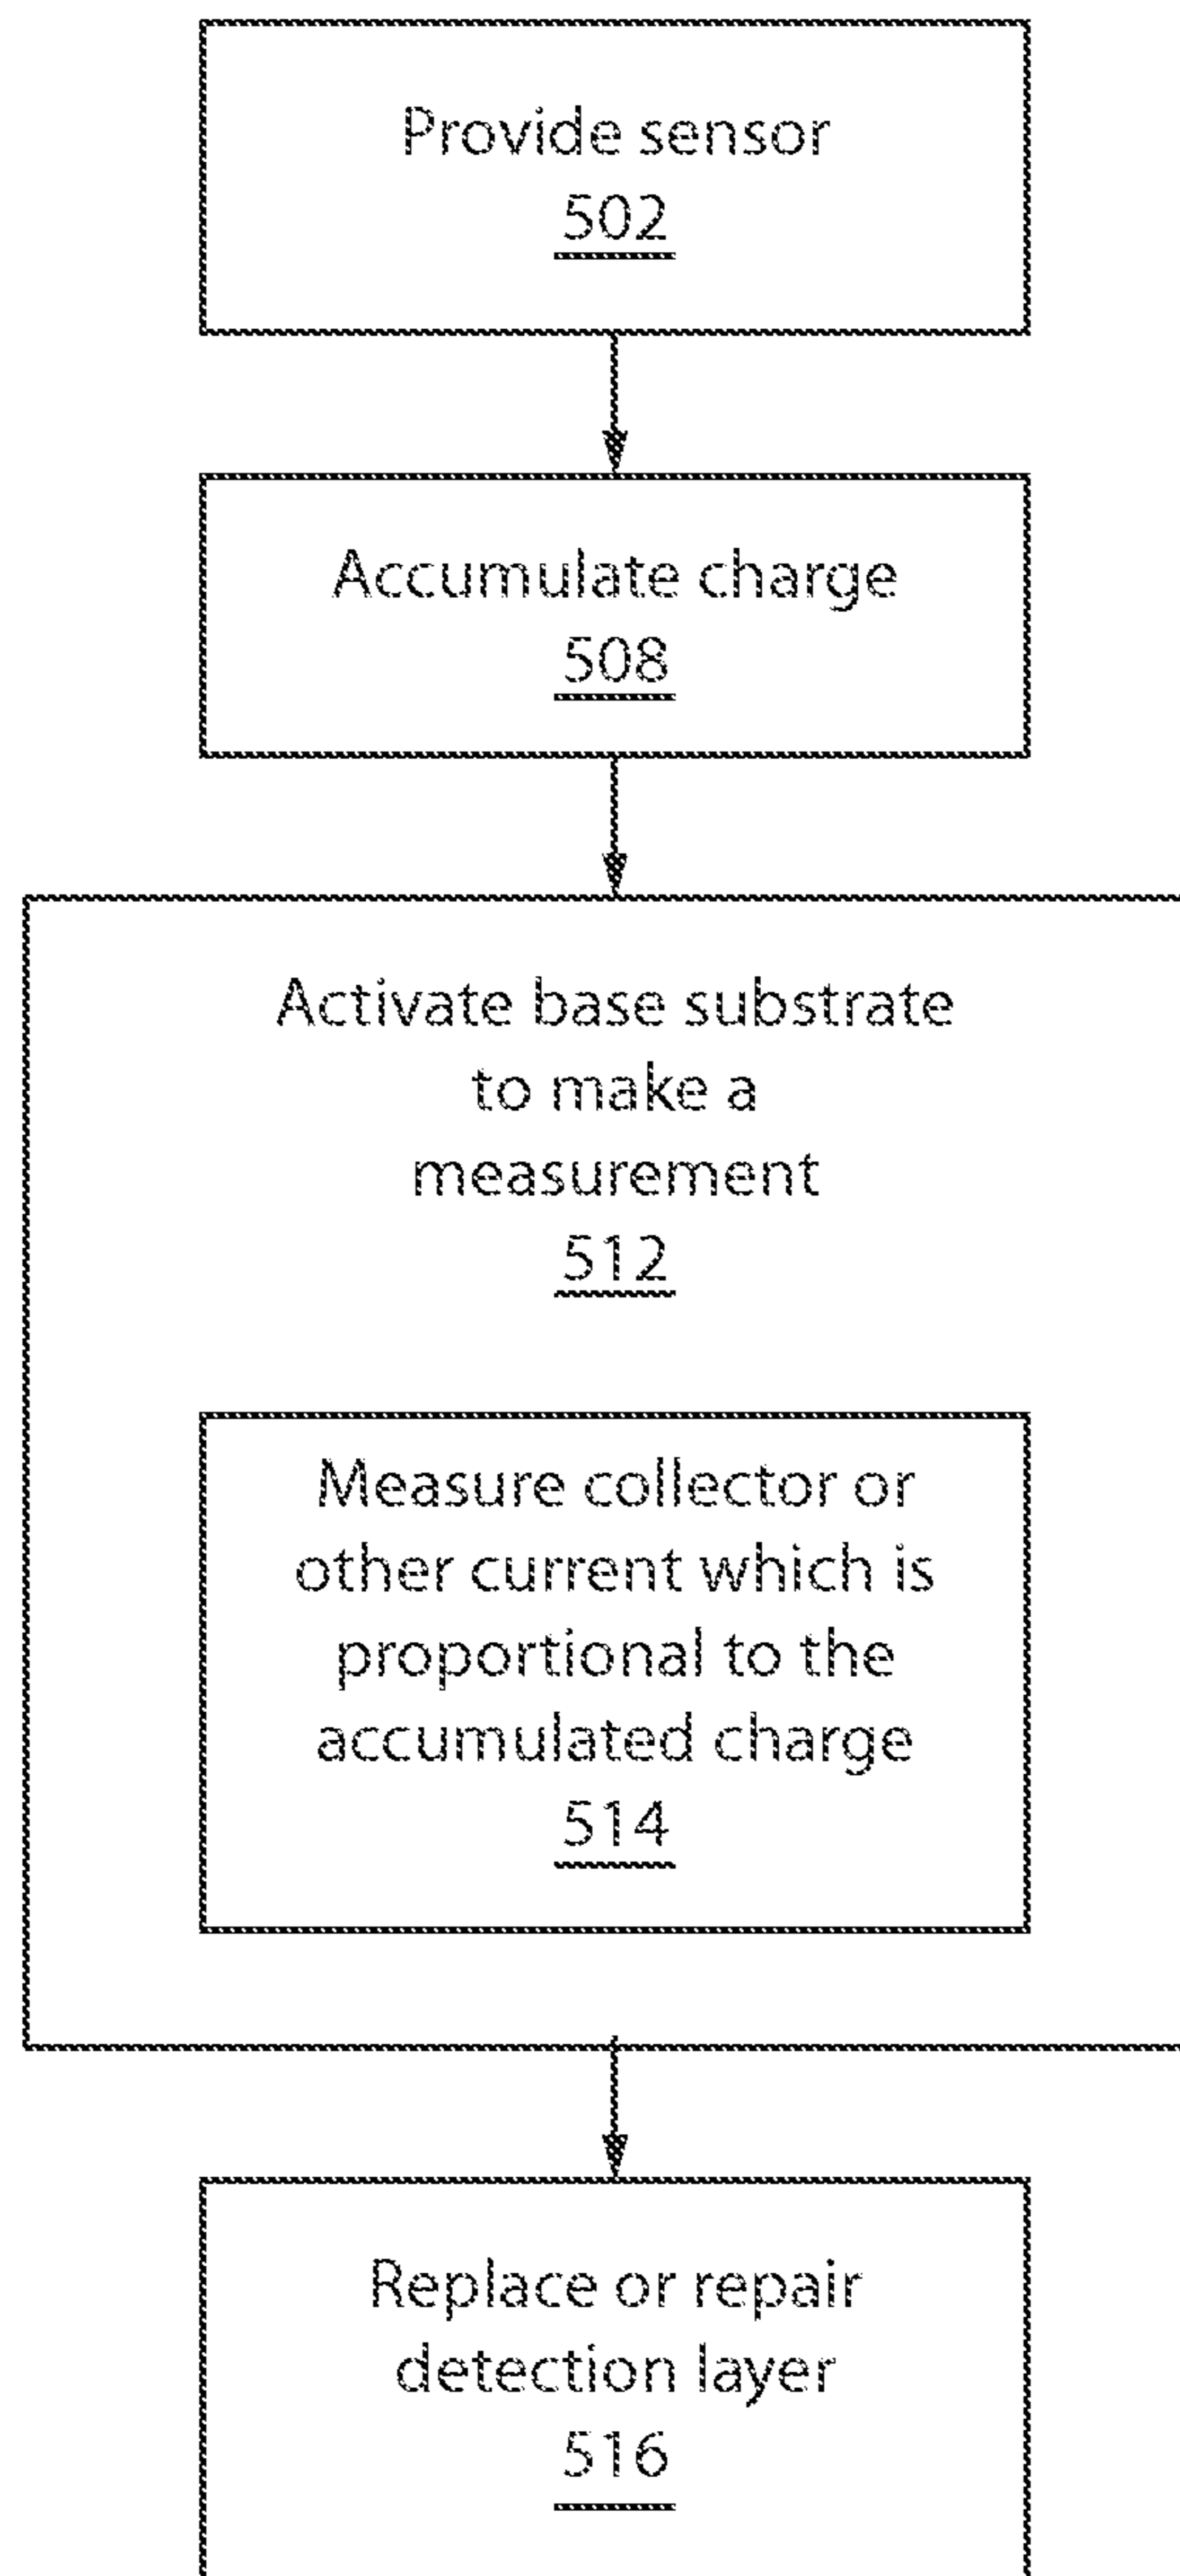 Provide sensor
502
Accumulate charge
508
Activate base substrate
to make a
measurement
512
Measure collector or
other current which is
proportional to the
accumulated charge
514
Replace or repair
detection layer
516